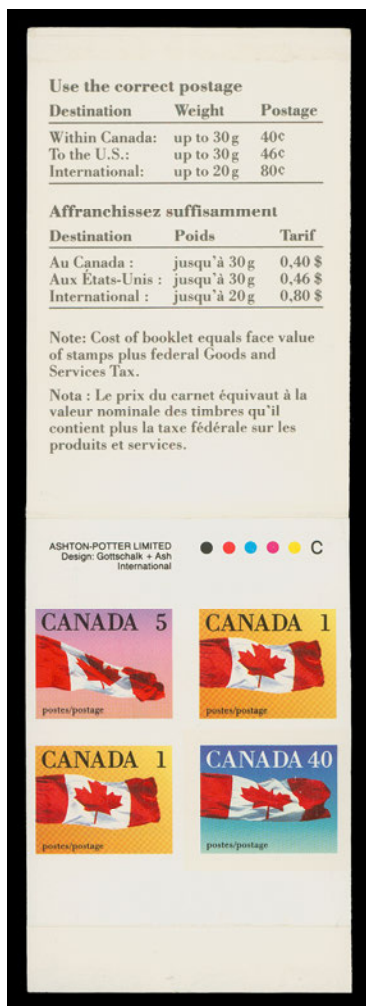 Use the correct postage
Destination Weight Postage
Within Canada: up to 30 g 40¢
To the U.S.: up to 30 g 46¢
International: up to 20 g 80¢
Affranchissez suffisamment
Destination Poids Tarif
Au Canada : jusqu'à 30 g 0,40 $
Aux États-Unis : jusqu'à 30 g 0,46 $
International : jusqu'à 20 g 0,80 $
Note: Cost of booklet equals face value
of stamps plus federal Goods and
Services Tax.
Nota : Le prix du carnet équivaut à la
valeur nominale des timbres qu'il
contient plus la taxe fédérale sur les
produits et services.
ASHTON-POTTER LIMITED
Design: Gottschalk + Ash
International
C
CANADA 5
postes/postage
CANADA 1
postes/postage
CANADA 1
postes/postage
CANADA 40
postes/postage